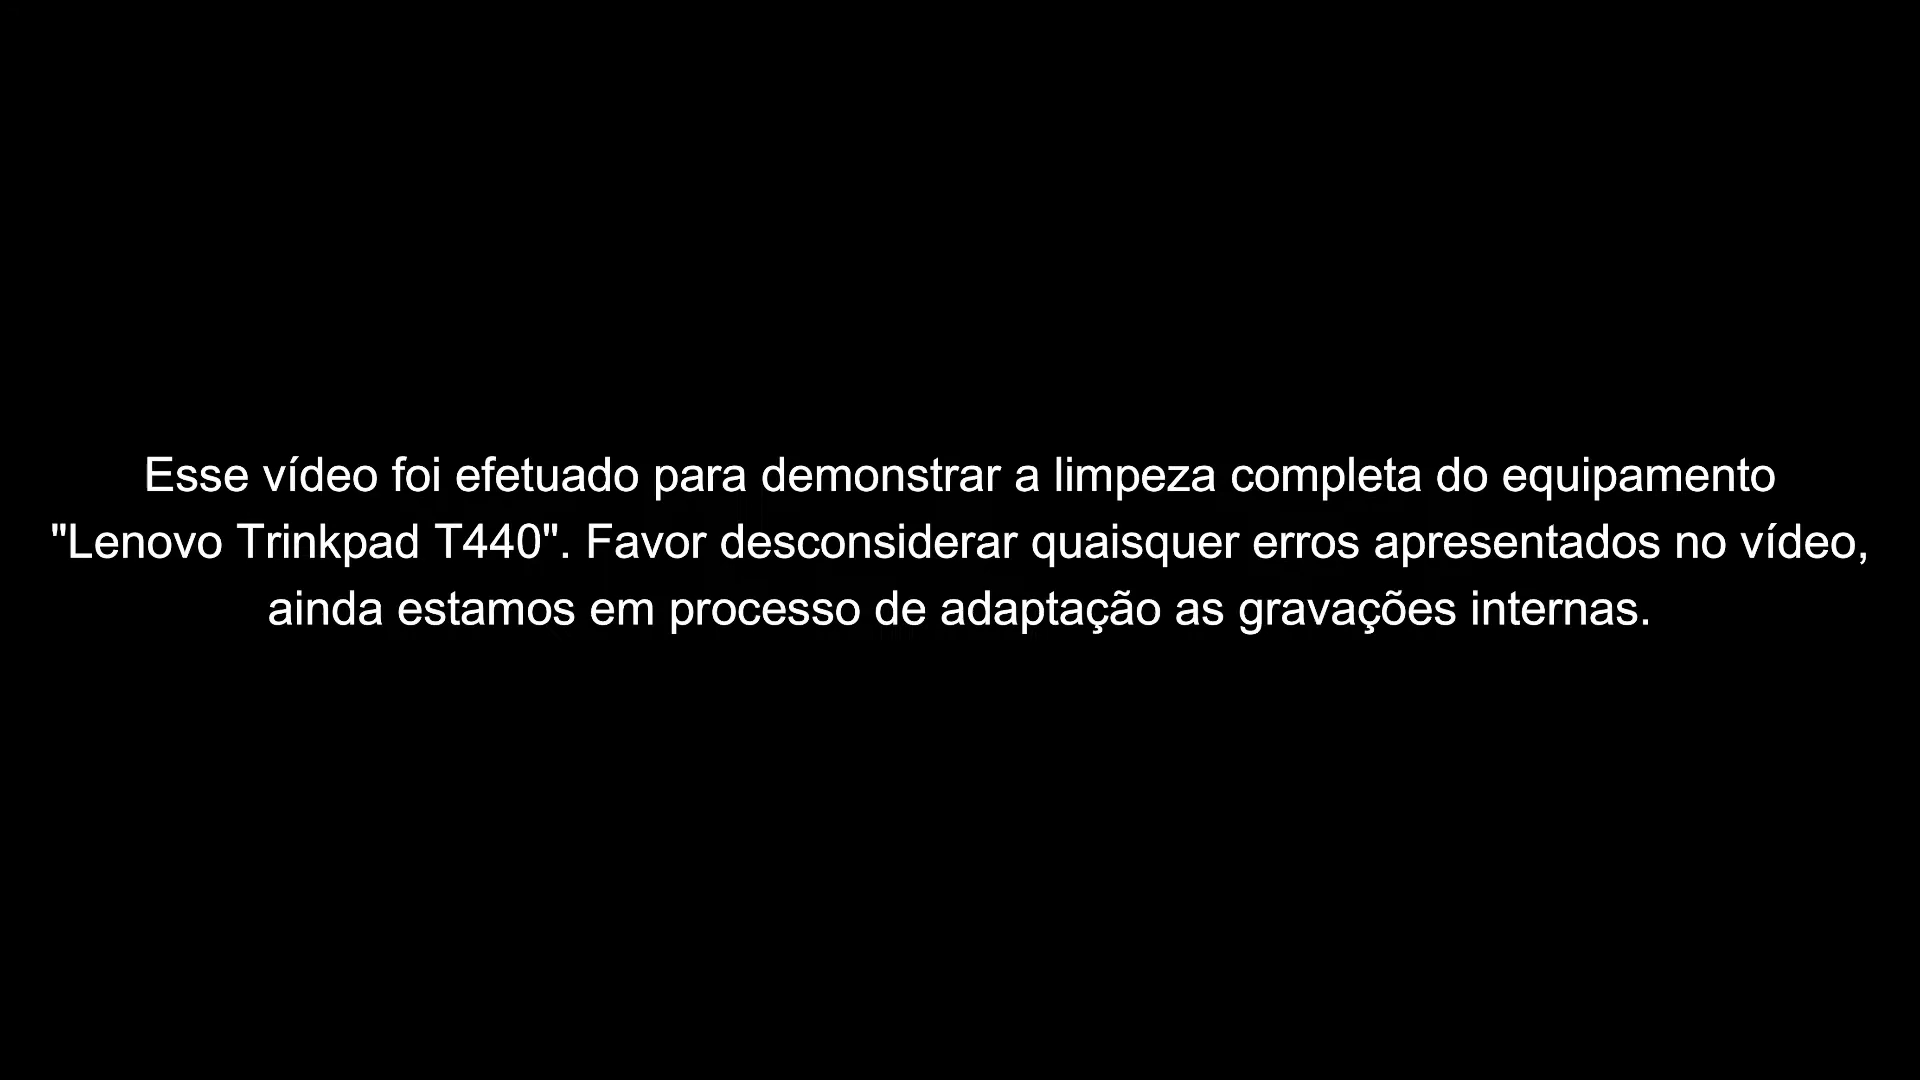 Esse vídeo foi efetuado para demonstrar a limpeza completa do equipamento
"Lenovo Trinkpad T440". Favor desconsiderar quaisquer erros apresentados no vídeo,
ainda estamos em processo de adaptação as gravações internas.